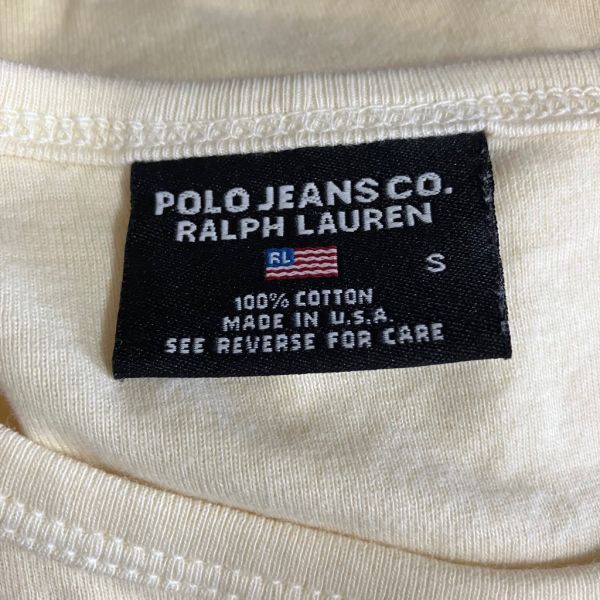 POLO JEANS CO.
RALPH LAUREN
RL
S
100% COTTON
MADE IN U.S.A.
SEE REVERSE FOR CARE